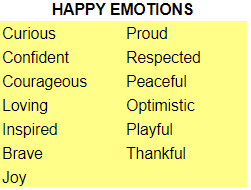 HAPPY EMOTIONS
Curious Proud
Confident Respected
Courageous Peaceful
Loving Optimistic
Inspired Playful
Brave Thankful
Joy